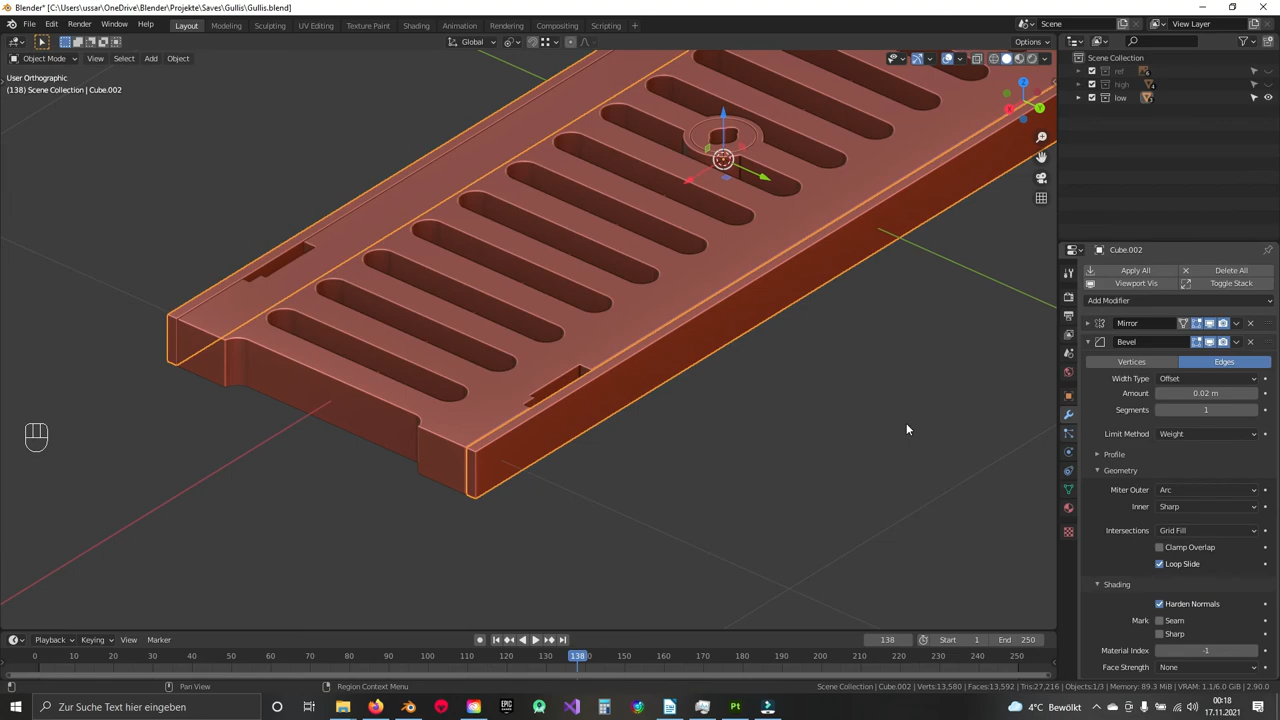 Blender* [C:\Users\ussar\OneDrive\Blender\Projekte\Saves\Gullis\Gullis.blend]
File Edit Render Window Help Layout Modeling Sculpting UV Editing Texture Paint Shading Animation Rendering Compositing Scripting + Scene View Layer
Global Options
Object Mode View Select Add Object
User Orthographic
(138) Scene Collection | Cube.002
Z
X
Y
Scene Collection
ref 6
high 4
low 3
Cube.002
Apply All Delete All
Viewport Vis Toggle Stack
Add Modifier
Mirror
Bevel
Vertices Edges
Width Type Offset
Amount 0.02 m
Segments 1
Limit Method Weight
Profile
Geometry
Miter Outer Arc
Inner Sharp
Intersections Grid Fill
Clamp Overlap
Loop Slide
Shading
Harden Normals
Mark: Seam
Sharp
Material Index -1
Face Strength None
Playback Keying View Marker 138 Start 1 End 250
0 10 20 30 40 50 60 70 80 90 100 110 120 130 138 150 160 170 180 190 200 210 220 230 240 250
Pan View Region Context Menu Scene Collection | Cube.002 | Verts:13,580 | Faces:13,592 | Tris:27,216 | Objects:1/3 | Memory: 89.3 MiB | VRAM: 1.1/6.0 GiB | 2.90.0
Zur Suche Text hier eingeben Pt 4°C Bewölkt 00:18
17.11.2021